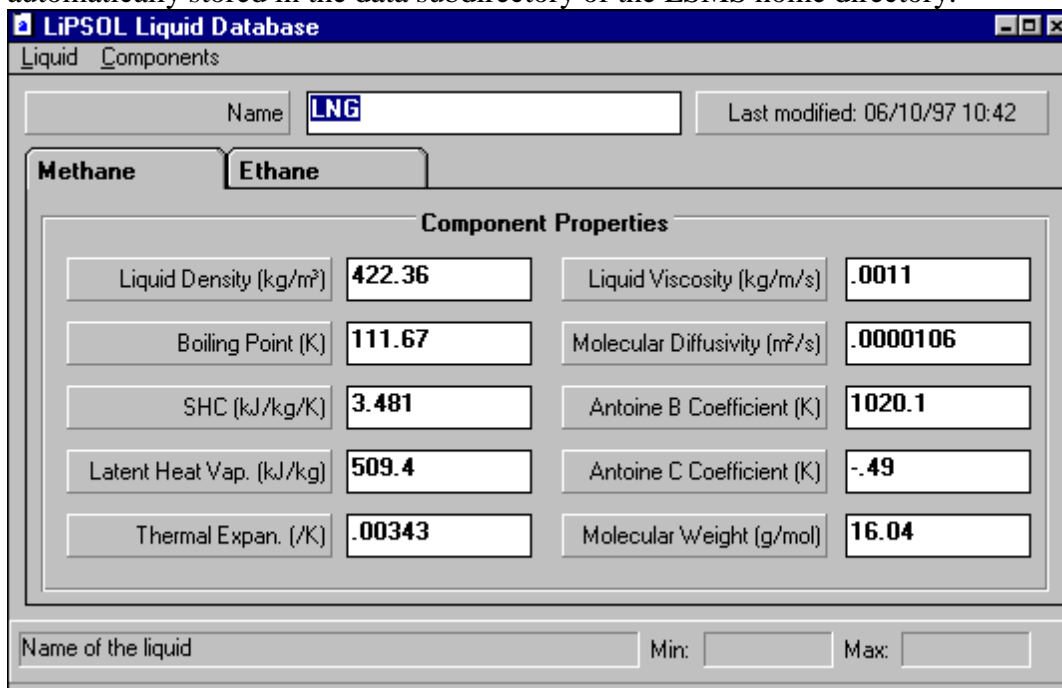 automatically stored in the data subdirectory of the LSMS home directory.
LiPSOL Liquid Database
Liquid Components
Name LNG Last modified: 06/10/97 10:42
Methane Ethane
Component Properties
Liquid Density (kg/m³) 422.36 Liquid Viscosity (kg/m/s) .0011
Boiling Point (K) 111.67 Molecular Diffusivity (m²/s) .0000106
SHC (kJ/kg/K) 3.481 Antoine B Coefficient (K) 1020.1
Latent Heat Vap. (kJ/kg) 509.4 Antoine C Coefficient (K) -.49
Thermal Expan. (/K) .00343 Molecular Weight (g/mol) 16.04
Name of the liquid Min: Max: